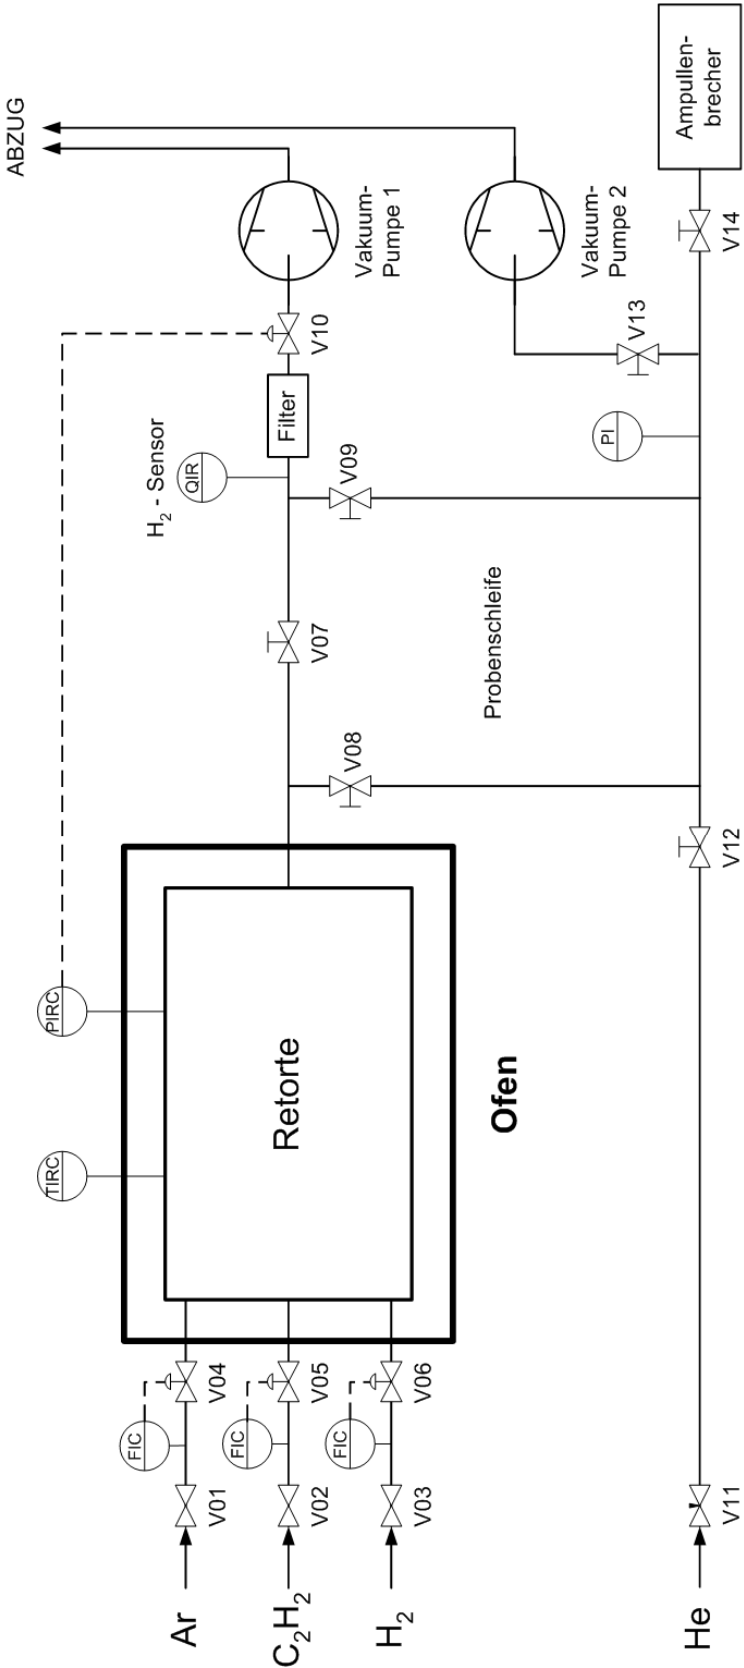 Ar
C2H2
H2
He
V01
V02
V03
V11
FIC
FIC
FIC
V04
V05
V06
TIRC
PIRC
Retorte
Ofen
V08
V12
V07
Probenschleife
V09
H2 - Sensor
QIR
PI
Filter
V10
V13
Vakuum-
Pumpe 1
Vakuum-
Pumpe 2
V14
ABZUG
Ampullen-
brecher